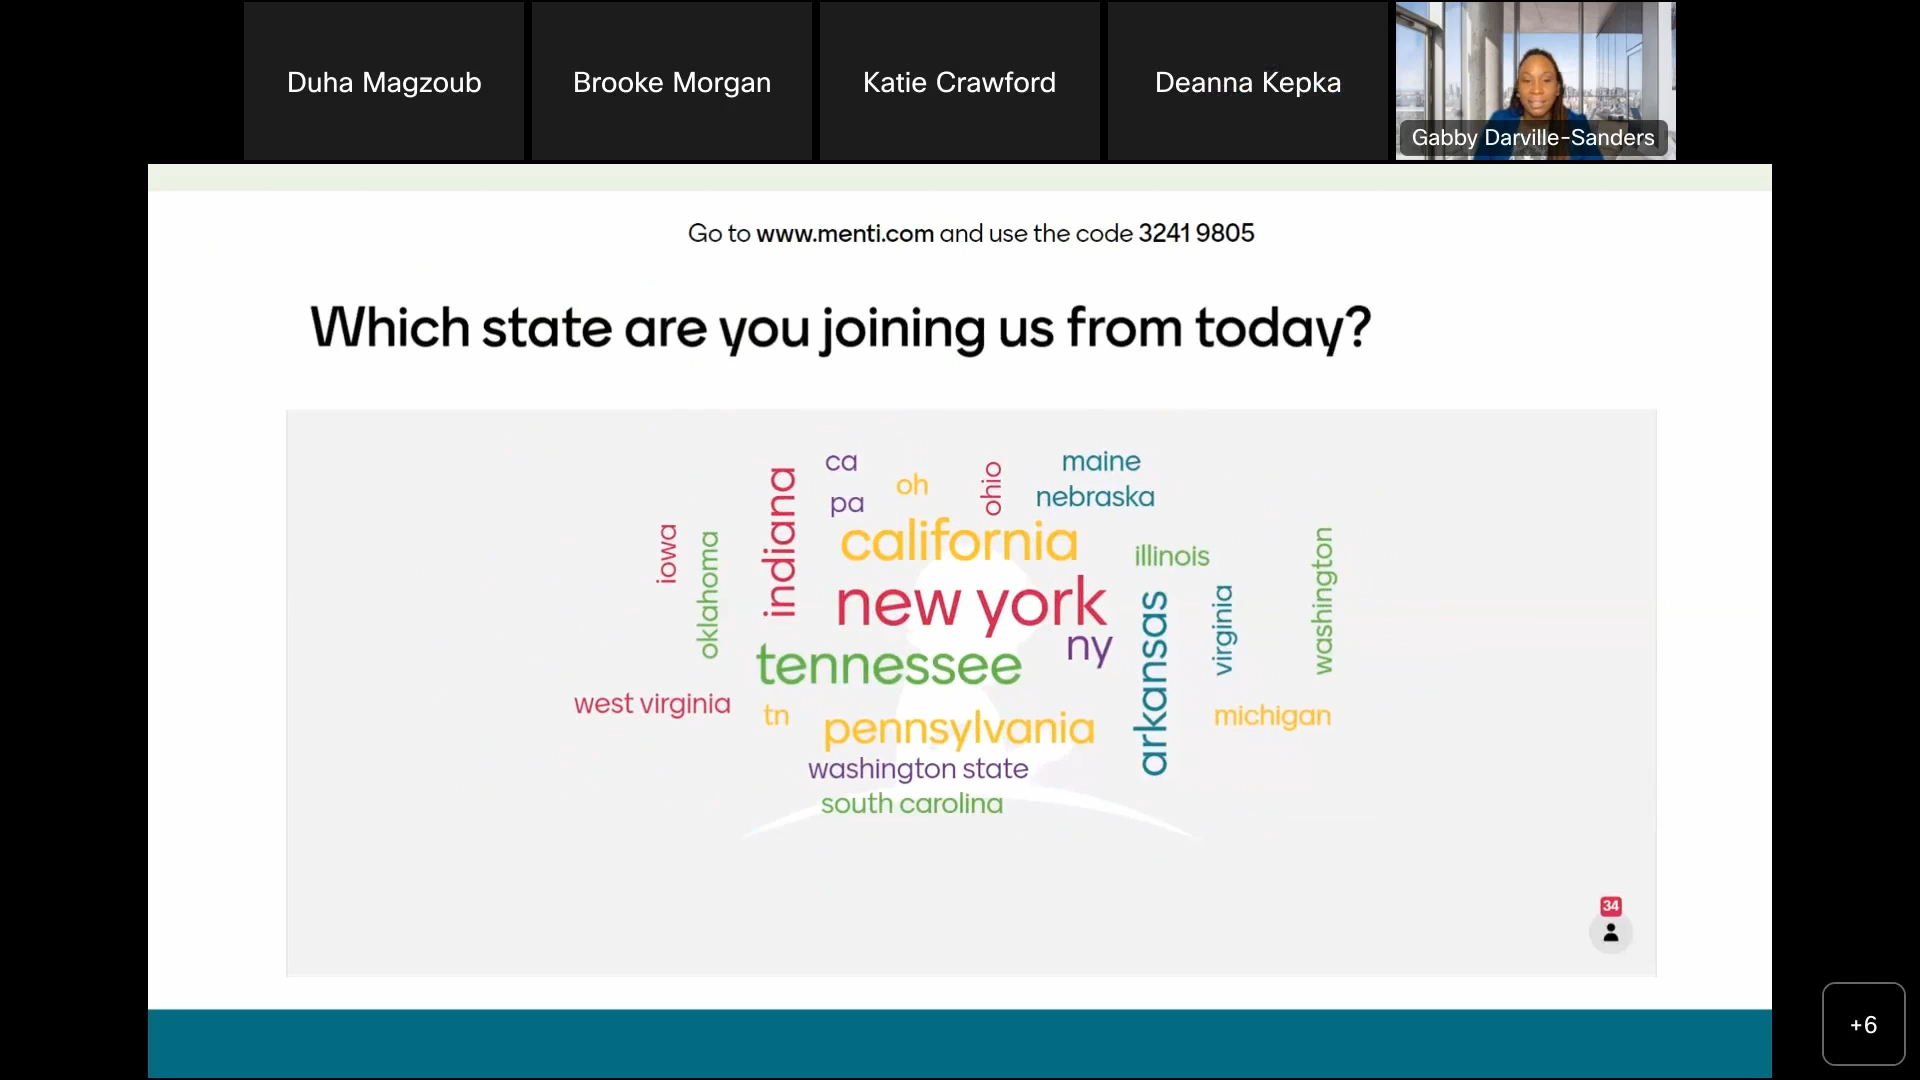 Duha Magzoub
Brooke Morgan
Katie Crawford
Deanna Kepka
Gabby Darville-Sanders
Go to www.menti.com and use the code 3241 9805
Which state are you joining us from today?
ca
oh
ohio
maine
pa
nebraska
indiana
california
iowa
oklahoma
illinois
washington
new york
virginia
arkansas
ny
tennessee
west virginia
tn
pennsylvania
michigan
washington state
south carolina
34
+6